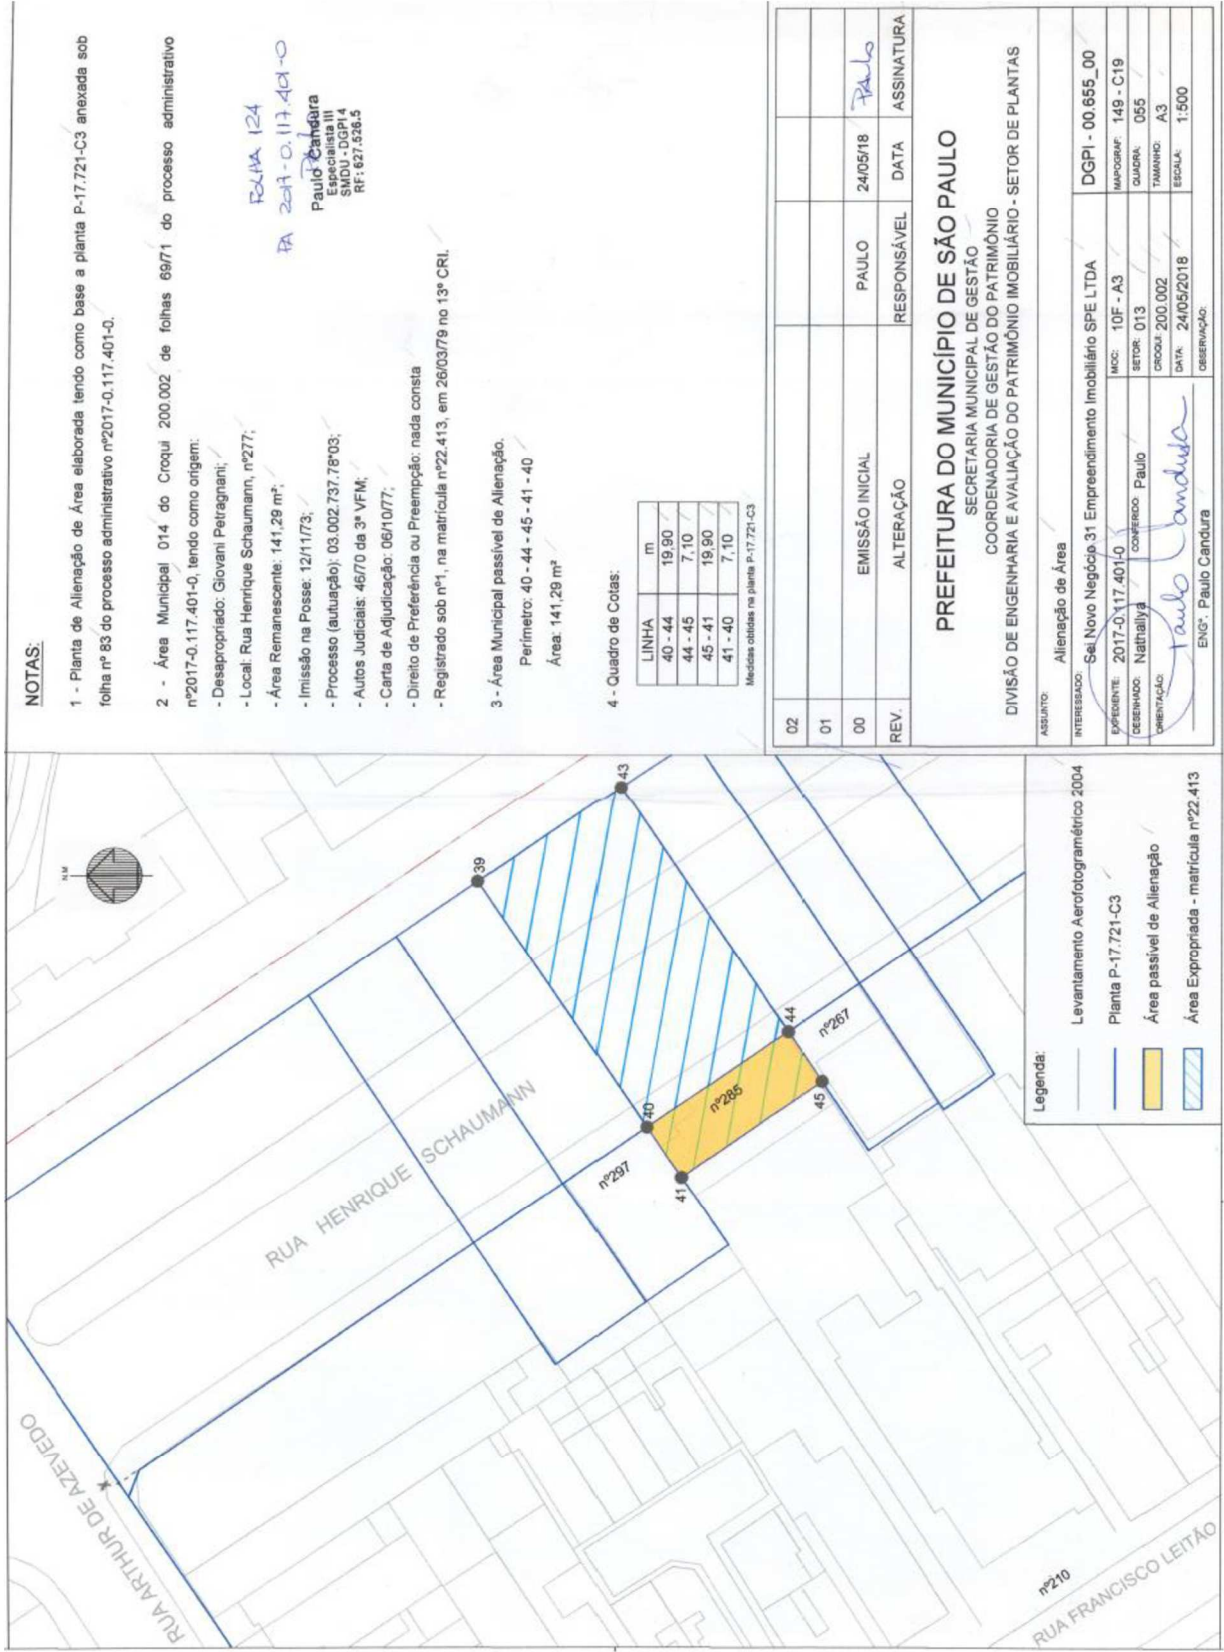 NOTAS:
1 - Planta de Alienação de Área elaborada tendo como base a planta P-17.721-C3 anexada sob
folha nº 83 do processo administrativo nº2017-0.117.401-0.
2 - Área Municipal 014 do Croqui 200.002 de folhas 69/71 do processo administrativo
nº2017-0.117.401-0, tendo como origem:
- Desapropriado: Giovani Petragnani;
- Local: Rua Henrique Schaumann, nº277;
- Área Remanescente: 141,29 m²;
- Imissão na Posse: 12/11/73;
- Processo (autuação): 03.002.737.78*03;
- Autos Judiciais: 46/70 da 3ª VFM;
- Carta de Adjudicação: 06/10/77;
- Direito de Preferência ou Preempção: nada consta
- Registrado sob nº1, na matrícula nº22.413, em 26/03/79 no 13º CRI.
FOLHA 124
PA 2017-0.117.401-0
Paulo Candura
Especialista III
SMDU - DGPI 4
RF: 627.526.5
3 - Área Municipal passível de Alienação.
Perímetro: 40 - 44 - 45 - 41 - 40
Área: 141,29 m²
4 - Quadro de Cotas:
LINHA m
40 - 44 19,90
44 - 45 7,10
45 - 41 19,90
41 - 40 7,10
Medidas obtidas na planta P-17.721-C3
02
01
00 EMISSÃO INICIAL PAULO 24/05/18 Paulo
REV. ALTERAÇÃO RESPONSÁVEL DATA ASSINATURA
PREFEITURA DO MUNICÍPIO DE SÃO PAULO
SECRETARIA MUNICIPAL DE GESTÃO
COORDENADORIA DE GESTÃO DO PATRIMÔNIO
DIVISÃO DE ENGENHARIA E AVALIAÇÃO DO PATRIMÔNIO IMOBILIÁRIO - SETOR DE PLANTAS
ASSUNTO:
Alienação de Área
INTERESSADO: Sei Novo Negócio 31 Empreendimento Imobiliário SPE LTDA
DGPI - 00.655_00
EXPEDIENTE: 2017-0.117.401-0
MOC: 10F - A3
MAPOGRAF: 149 - C19
DESENHADO: Nathallya CONFERIDO: Paulo
SETOR: 013
QUADRA: 055
ORIENTAÇÃO:
CROQUI: 200.002
TAMANHO: A3
DATA: 24/05/2018
ESCALA: 1:500
Paulo Candura
ENGº. Paulo Candura
OBSERVAÇÃO:
N.M
RUA ARTHUR DE AZEVEDO
RUA HENRIQUE SCHAUMANN
RUA FRANCISCO LEITÃO
39
43
40
44
41
45
nº297
nº285
nº267
nº210
Legenda:
Levantamento Aerofotogramétrico 2004
Planta P-17.721-C3
Área passível de Alienação
Área Expropriada - matrícula nº22.413